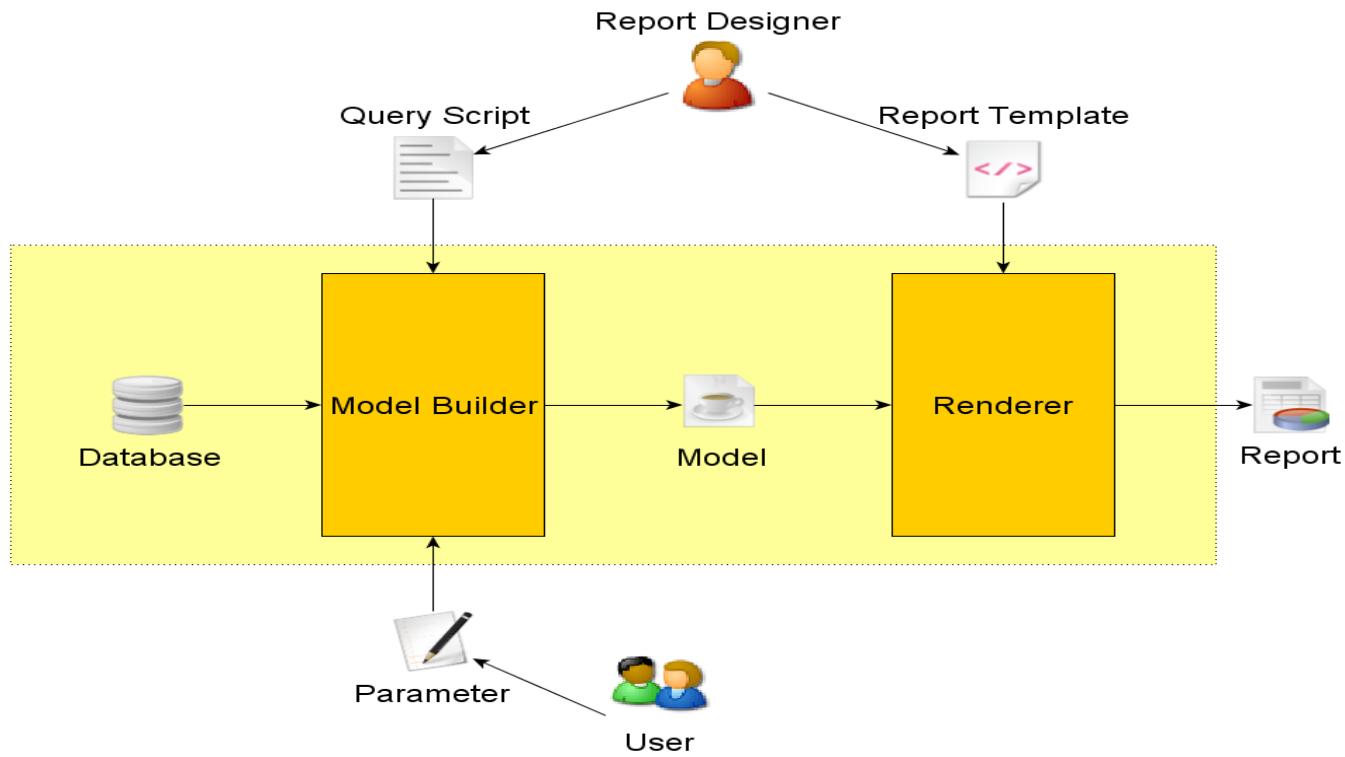 Report Designer
Query Script
Report Template
</>
Model Builder
Renderer
Database
Model
Report
Parameter
User